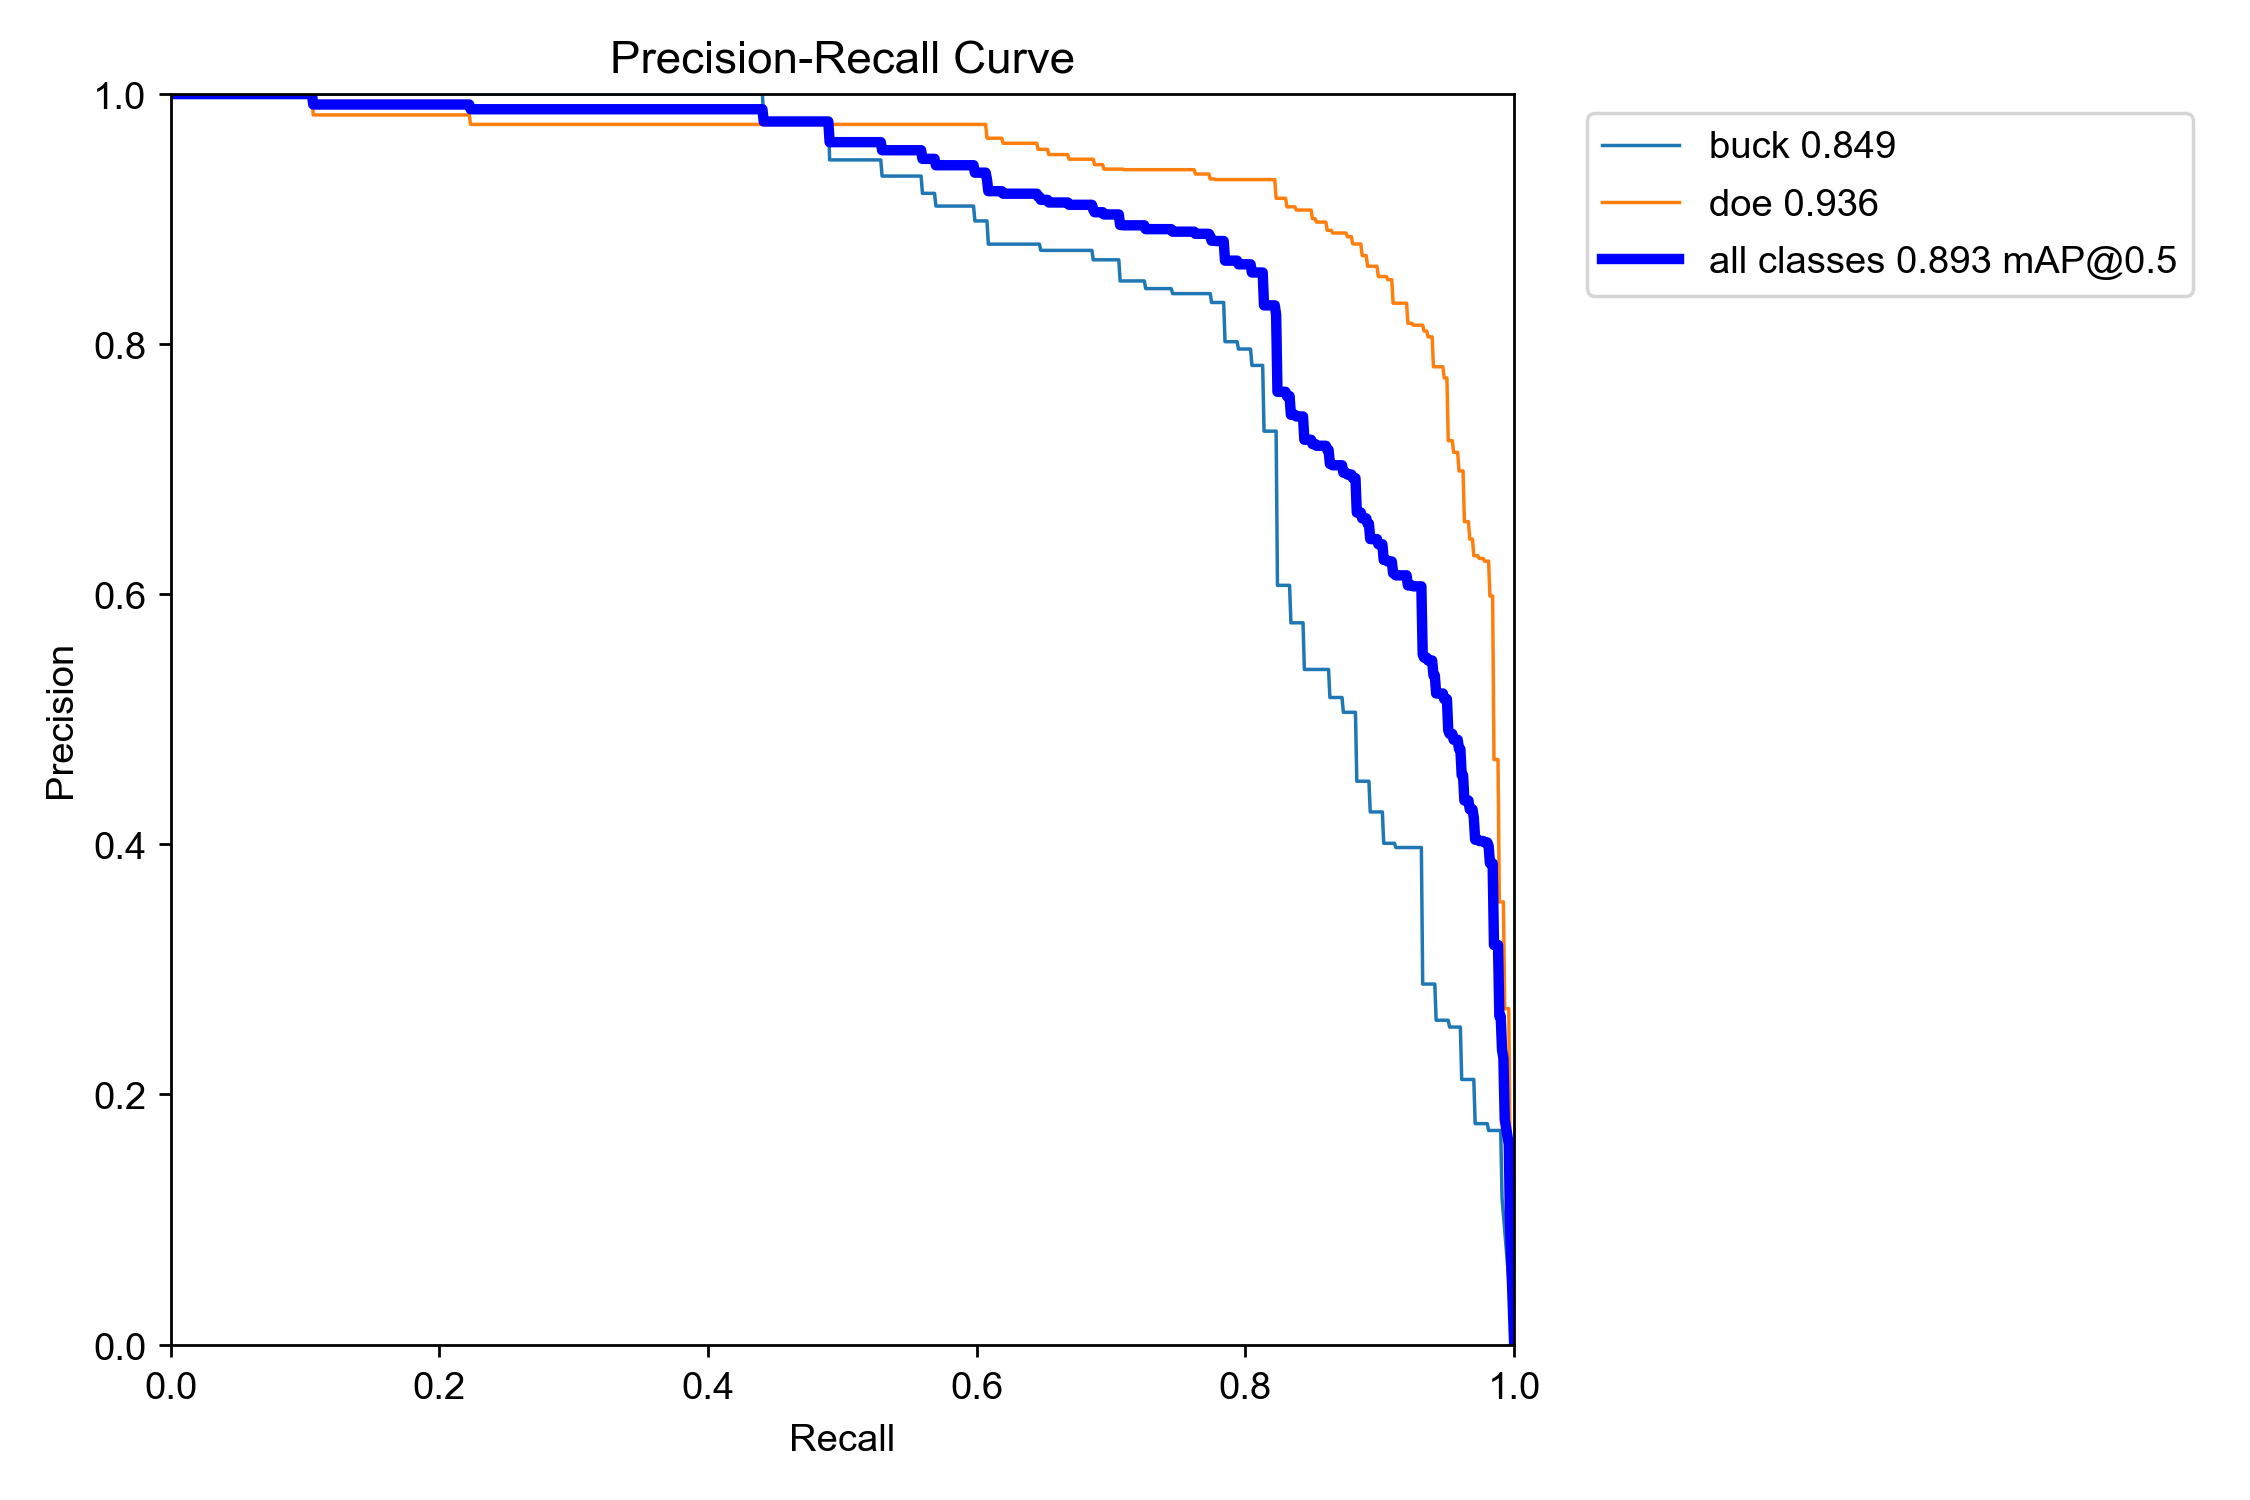 Precision-Recall Curve
1.0
0.8
0.6
0.4
0.2
0.0
Precision
0.0 0.2 0.4 0.6 0.8 1.0
Recall
buck 0.849
doe 0.936
all classes 0.893 mAP@0.5